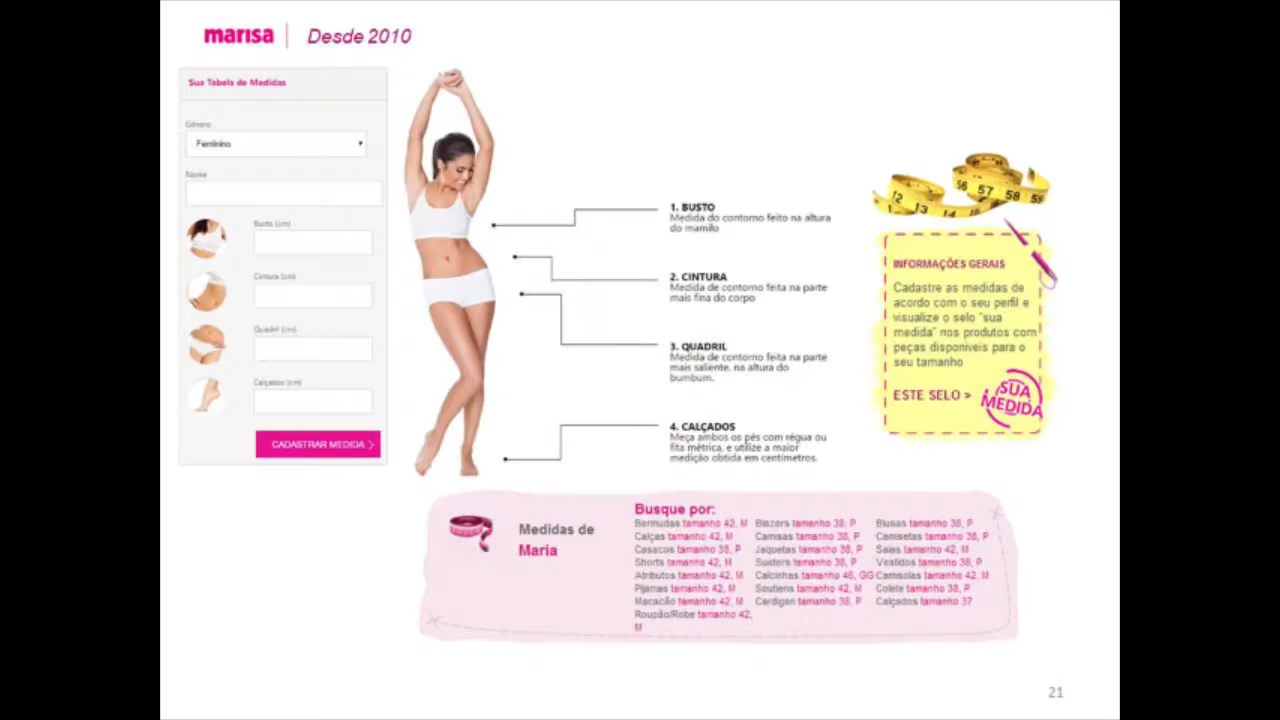 marisa
Desde 2010
Sua Tabela de Medidas
Gênero
Feminino
Nome
Busto (cm)
Cintura (cm)
Quadril (cm)
Calçados (cm)
CADASTRAR MEDIDA
1. BUSTO
Medida do contorno feito na altura
do mamilo
2. CINTURA
Medida de contorno feita na parte
mais fina do corpo
3. QUADRIL
Medida de contorno feita na parte
mais saliente, na altura do
bumbum.
4. CALÇADOS
Meça ambos os pés com régua ou
fita métrica, e utilize a maior
medição obtida em centímetros.
12 13 14 56 57 58 59
INFORMAÇÕES GERAIS
Cadastre as medidas de
acordo com o seu perfil e
visualize o selo "sua
medida" nos produtos com
peças disponíveis para o
seu tamanho
ESTE SELO >
SUA
MEDIDA
Medidas de
Maria
Busque por:
Bermudas tamanho 42, M Blazers tamanho 38, P Blusas tamanho 38, P
Calças tamanho 42, M Camisas tamanho 38, P Camisetas tamanho 38, P
Casacos tamanho 38, P Jaquetas tamanho 38, P Saias tamanho 42, M
Shorts tamanho 42, M Sueters tamanho 38, P Vestidos tamanho 38, P
Atributos tamanho 42, M Calcinhas tamanho 46, GG Camisolas tamanho 42, M
Pijamas tamanho 42, M Soutiens tamanho 42, M Colete tamanho 38, P
Macacão tamanho 42, M Cardigan tamanho 38, P Calçados tamanho 37
Roupão/Robe tamanho 42,
M
21